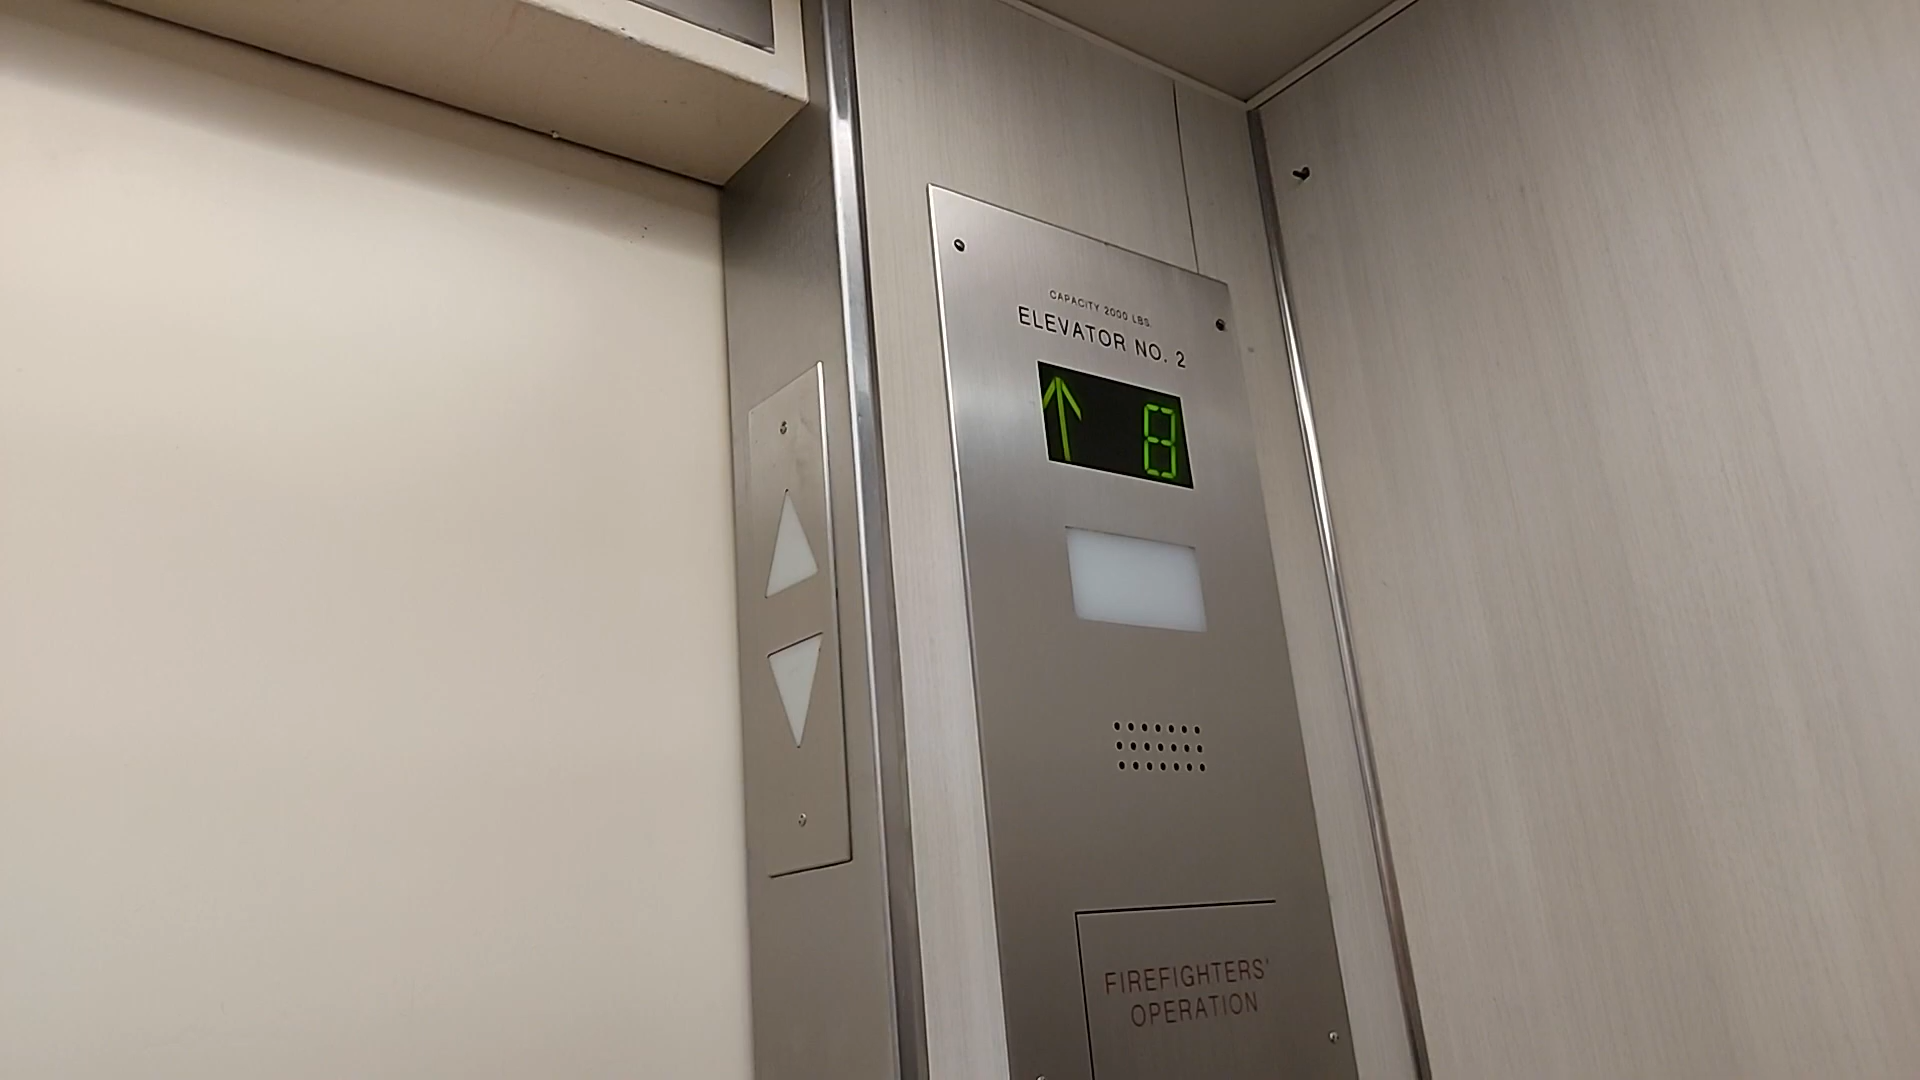 CAPACITY 2000 LBS.
ELEVATOR NO. 2
↑ 8
FIREFIGHTERS'
OPERATION